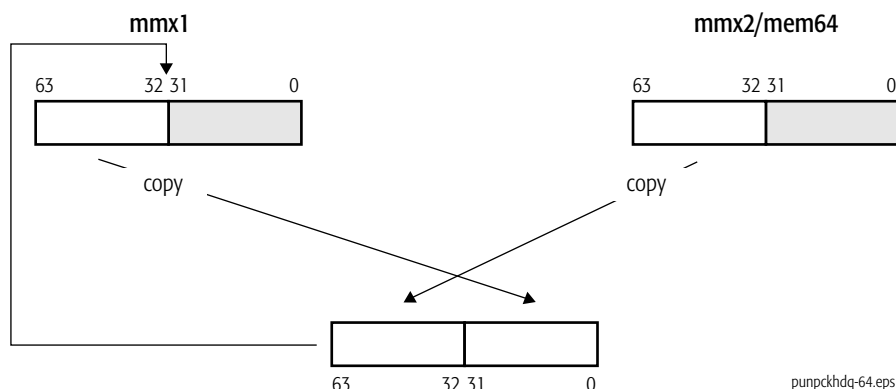 mmx1 mmx2/mem64
63 32 31 0 63 32 31 0
copy copy
63 32 31 0
punpckhdq-64.eps